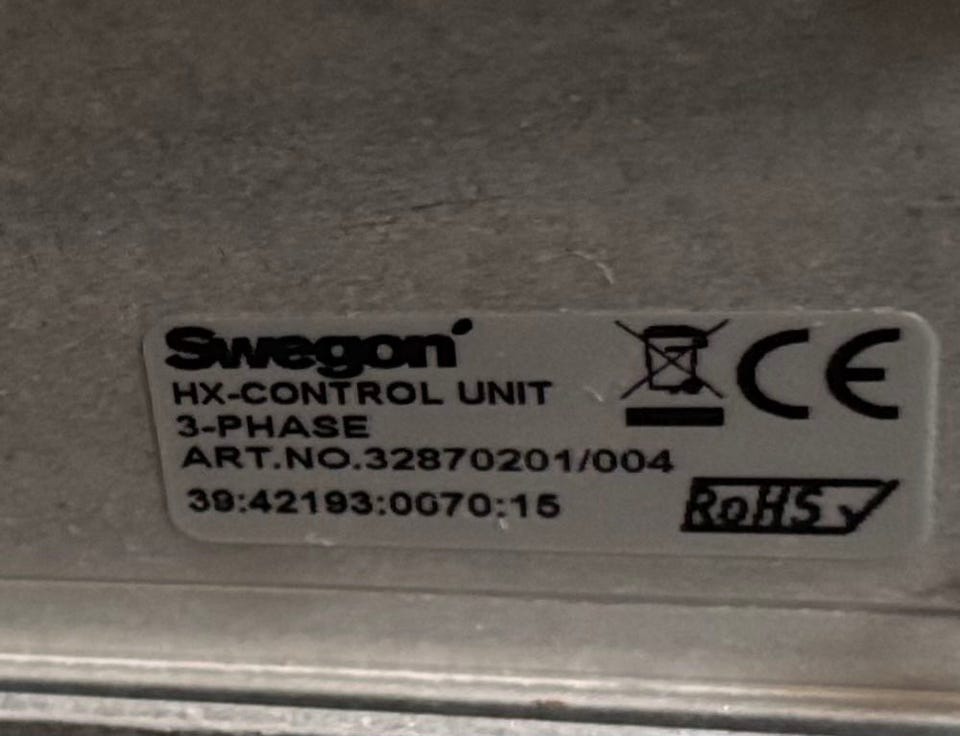 Swegon
HX-CONTROL UNIT
3-PHASE
ART.NO.32870201/004
39:42193:0070:15
CE
RoHS